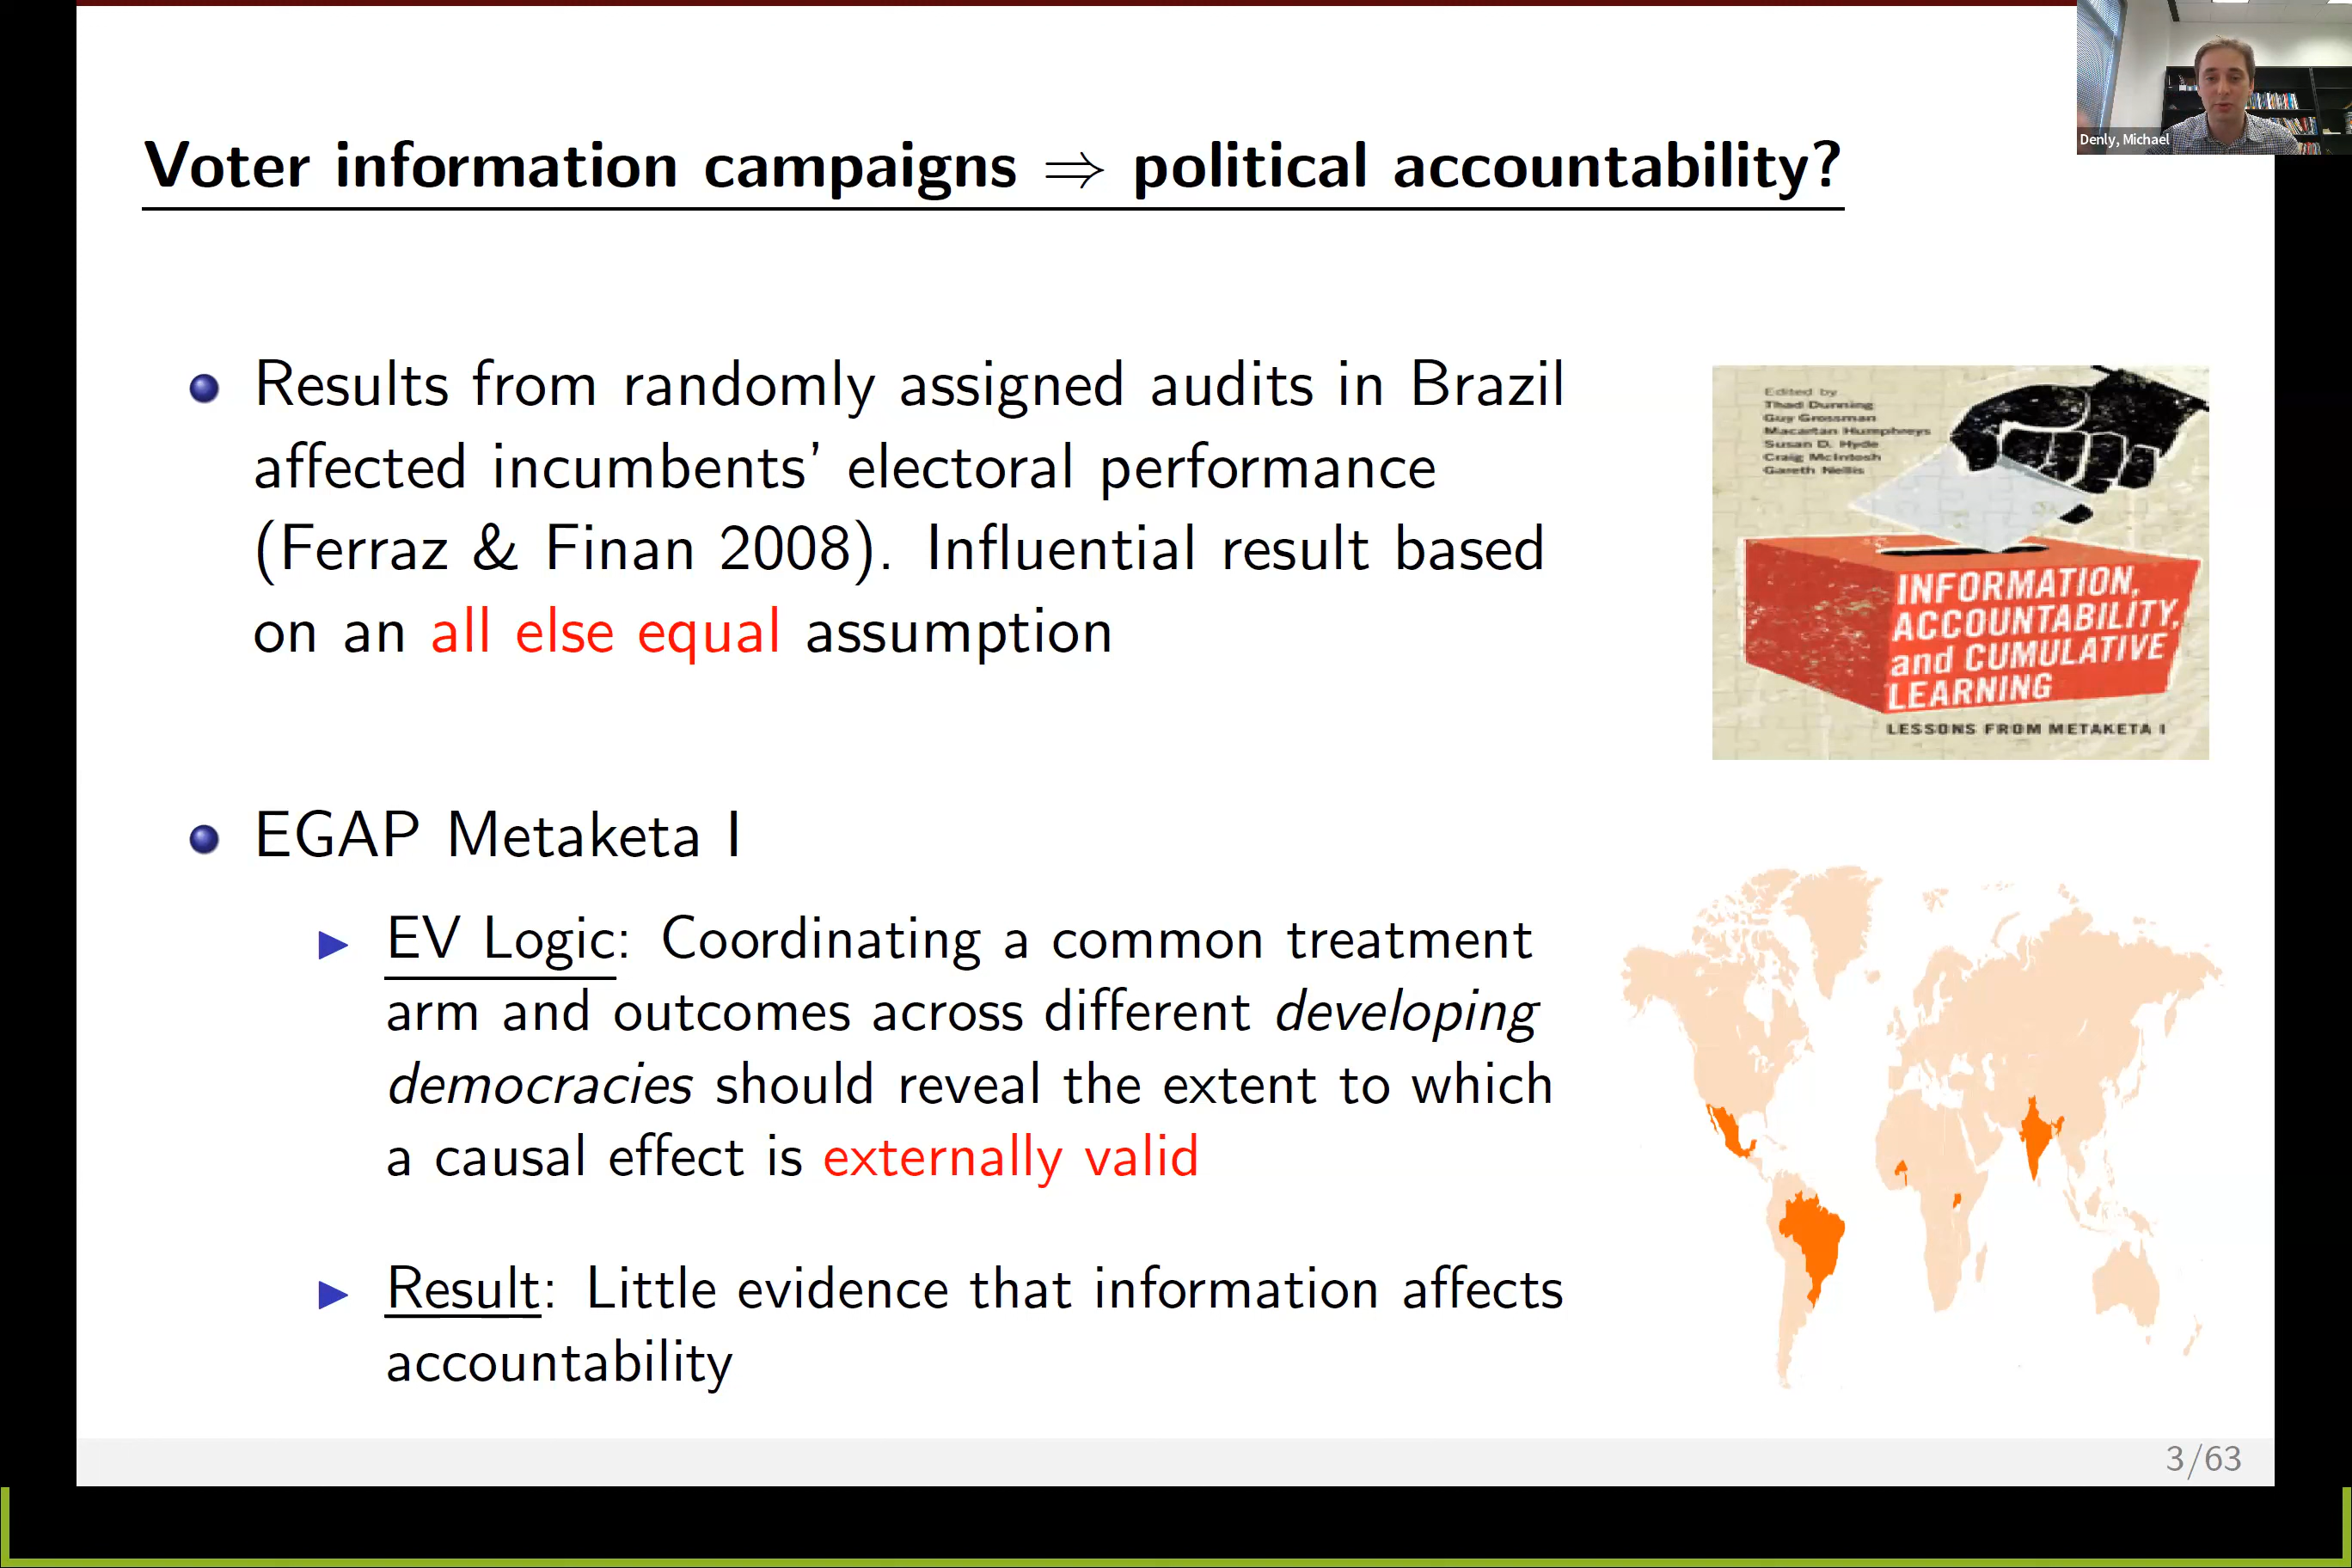 Denly, Michael
Voter information campaigns ⇒ political accountability?
Results from randomly assigned audits in Brazil
affected incumbents' electoral performance
(Ferraz & Finan 2008). Influential result based
on an all else equal assumption
Edited by
Thad Dunning
Guy Grossman
Macartan Humphreys
Susan D. Hyde
Craig McIntosh
Gareth Nellis
INFORMATION,
ACCOUNTABILITY,
and CUMULATIVE
LEARNING
LESSONS FROM METAKETA I
EGAP Metaketa I
EV Logic: Coordinating a common treatment
arm and outcomes across different developing
democracies should reveal the extent to which
a causal effect is externally valid
Result: Little evidence that information affects
accountability
3/63